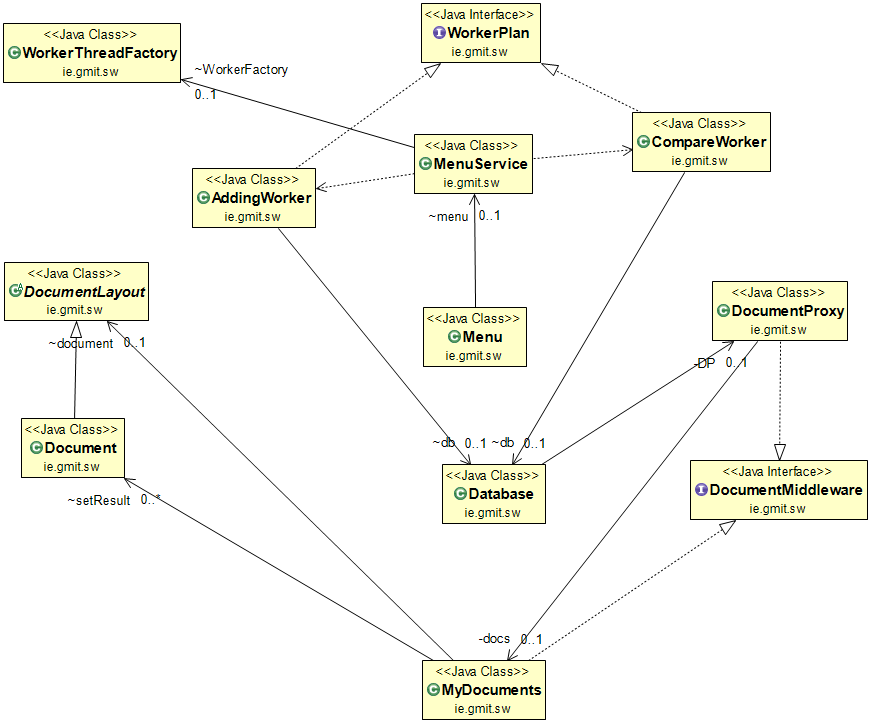 <<Java Interface>>
WorkerPlan
ie.gmit.sw
<<Java Class>>
WorkerThreadFactory
ie.gmit.sw
~WorkerFactory
0..1
<<Java Class>>
CompareWorker
ie.gmit.sw
<<Java Class>>
MenuService
ie.gmit.sw
<<Java Class>>
AddingWorker
ie.gmit.sw
~menu 0..1
<<Java Class>>
DocumentLayout
ie.gmit.sw
<<Java Class>>
DocumentProxy
ie.gmit.sw
<<Java Class>>
Menu
ie.gmit.sw
~document 0..1
-DP 0..1
<<Java Class>>
Document
ie.gmit.sw
~db 0..1
~db 0..1
<<Java Class>>
Database
ie.gmit.sw
<<Java Interface>>
DocumentMiddleware
ie.gmit.sw
~setResult 0..*
-docs 0..1
<<Java Class>>
MyDocuments
ie.gmit.sw